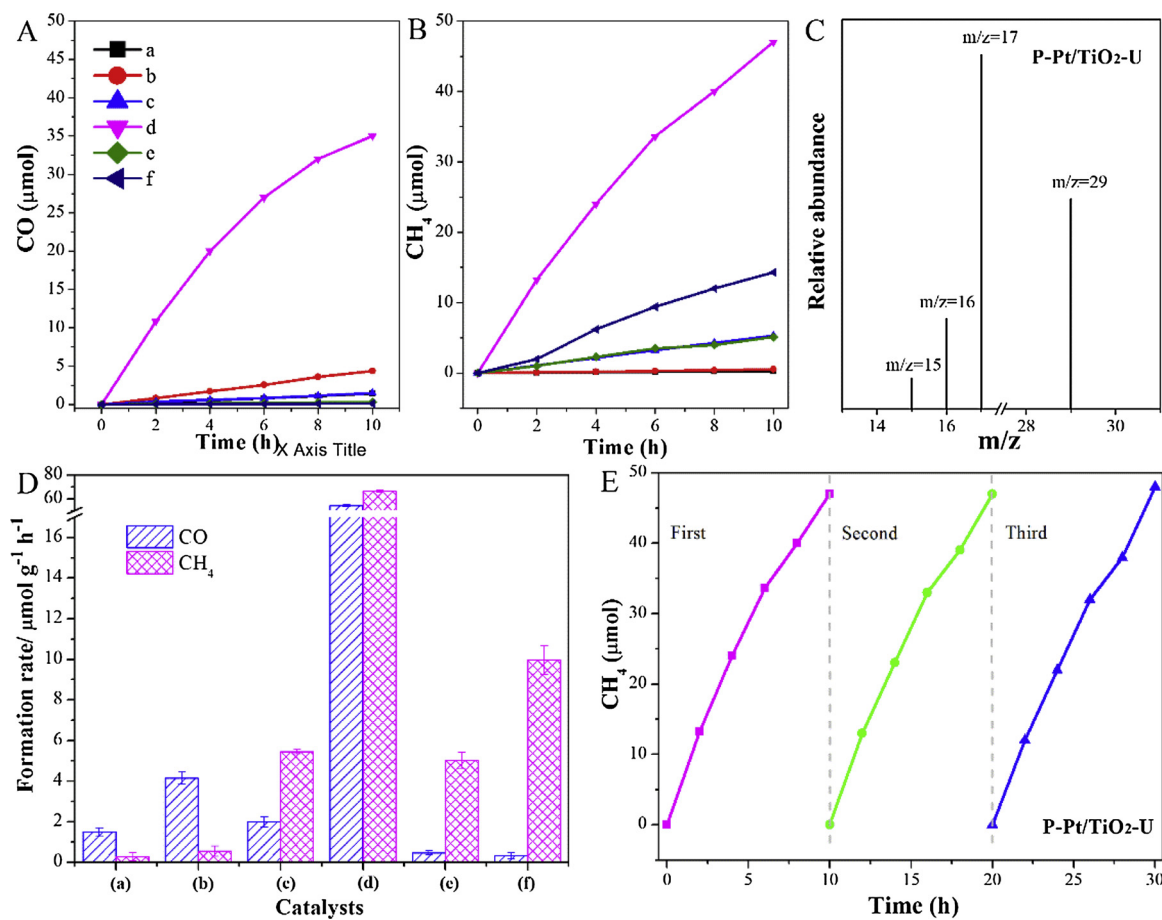 A
50
45
40
35
30
25
20
15
10
5
0
CO (μmol)
a
b
c
d
e
f
0 2 4 6 8 10
Time (h)
X Axis Title
B
50
40
30
20
10
0
CH₄ (μmol)
0 2 4 6 8 10
Time (h)
C
m/z=17
P-Pt/TiO₂-U
m/z=29
m/z=16
m/z=15
Relative abundance
14 16 28 30
m/z
D
80
70
60
16
14
12
10
8
6
4
2
0
Formation rate/ μmol g⁻¹ h⁻¹
CO
CH₄
(a) (b) (c) (d) (e) (f)
Catalysts
E
50
40
30
20
10
0
CH₄ (μmol)
First Second Third
P-Pt/TiO₂-U
0 5 10 15 20 25 30
Time (h)